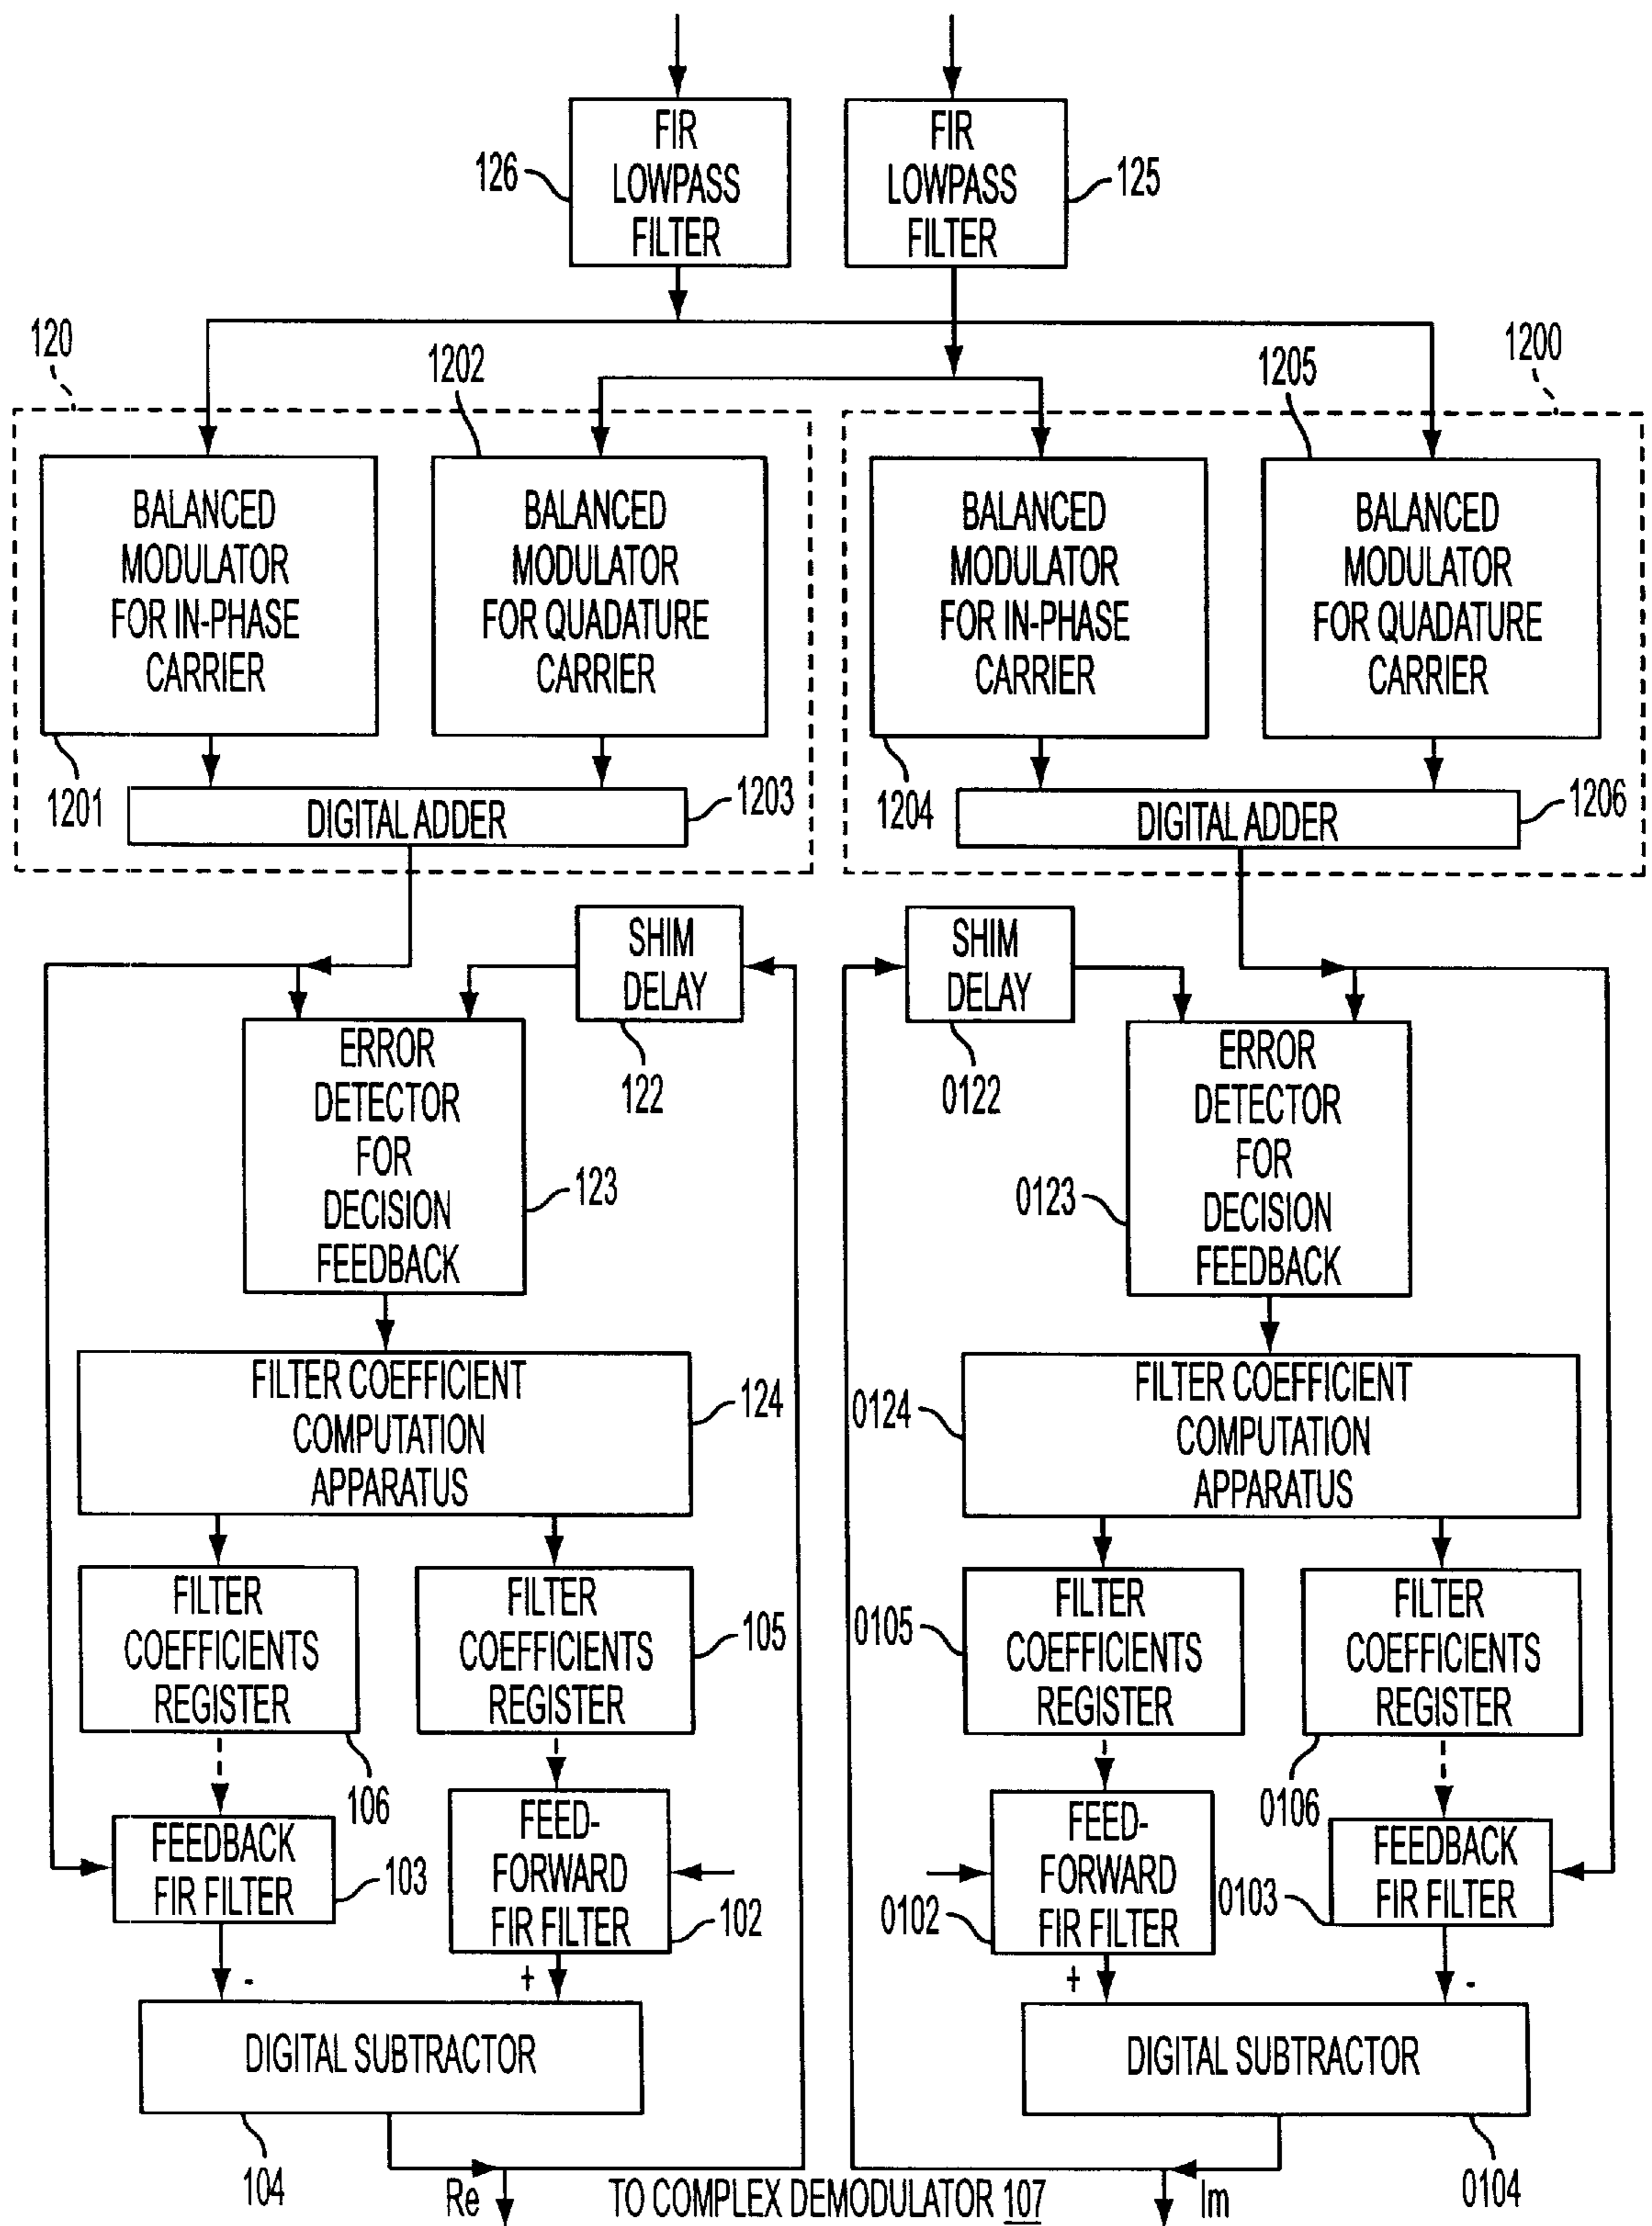 FIR
LOWPASS
FILTER
126
FIR
LOWPASS
FILTER
125
120
1202
1205
1200
BALANCED
MODULATOR
FOR IN-PHASE
CARRIER
BALANCED
MODULATOR
FOR QUADATURE
CARRIER
BALANCED
MODULATOR
FOR IN-PHASE
CARRIER
BALANCED
MODULATOR
FOR QUADATURE
CARRIER
1201
DIGITAL ADDER
1203
1204
DIGITAL ADDER
1206
SHIM
DELAY
122
SHIM
DELAY
0122
ERROR
DETECTOR
FOR
DECISION
FEEDBACK
123
ERROR
DETECTOR
FOR
DECISION
FEEDBACK
0123
FILTER COEFFICIENT
COMPUTATION
APPARATUS
124
FILTER COEFFICIENT
COMPUTATION
APPARATUS
0124
FILTER
COEFFICIENTS
REGISTER
106
FILTER
COEFFICIENTS
REGISTER
105
FILTER
COEFFICIENTS
REGISTER
0105
FILTER
COEFFICIENTS
REGISTER
0106
FEEDBACK
FIR FILTER
103
FEED-
FORWARD
FIR FILTER
102
FEED-
FORWARD
FIR FILTER
0102
FEEDBACK
FIR FILTER
0103
-
+
+
-
DIGITAL SUBTRACTOR
104
DIGITAL SUBTRACTOR
0104
Re TO COMPLEX DEMODULATOR 107 Im